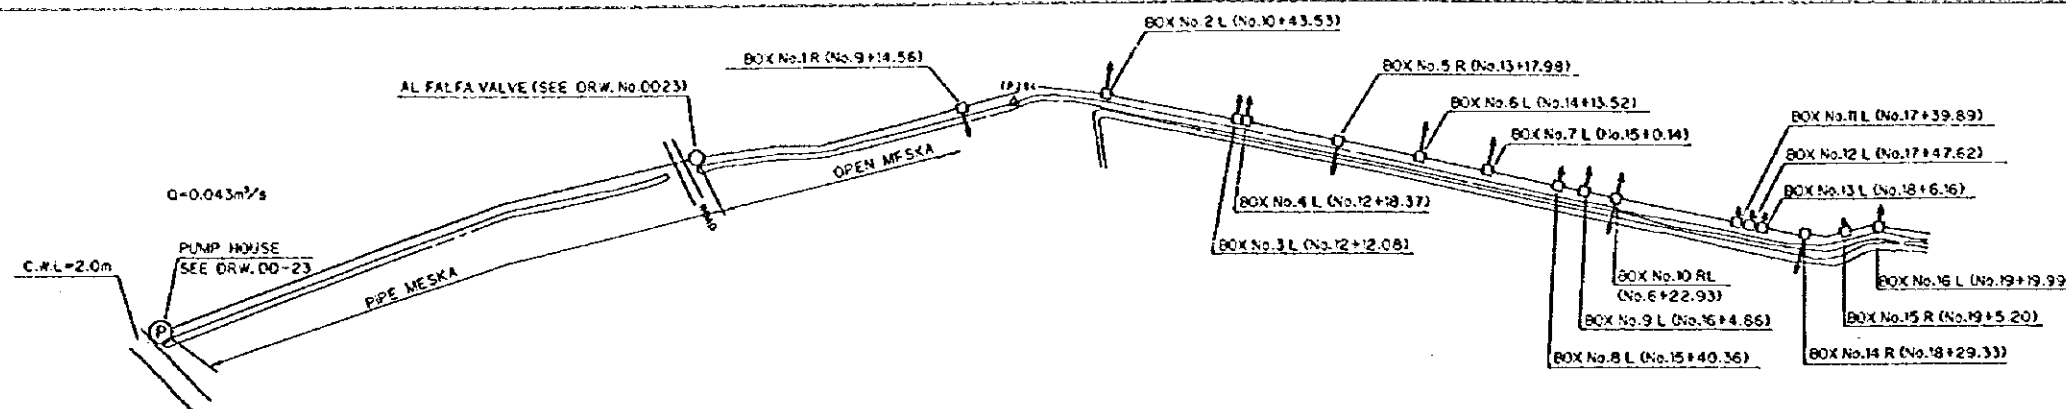 BOX No.2 L (No.10+43.53)
BOX No.1R (No.9+14.56)
BOX No.5 R (No.13+17.98)
AL FALFA VALVE (SEE DRW. No.0023)
BOX No.6 L (No.14+13.52)
BOX No.11 L (No.17+39.89)
BOX No.7 L (No.15+0.14)
BOX No.12 L (No.17+47.62)
OPEN MESKA
Q=0.043m³/s
BOX No.13 L (No.18+6.16)
BOX No.4 L (No.12+18.37)
PUMP HOUSE
SEE DRW. 00-23
BOX No.3 L (No.12+12.08)
C.W.L=2.0m
PIPE MESKA
BOX No.10 RL
(No.6+22.93)
BOX No.16 L (No.19+19.99
P
BOX No.9 L (No.16+4.86)
BOX No.15 R (No.19+5.20)
BOX No.8 L (No.15+40.36)
BOX No.14 R (No.18+29.33)